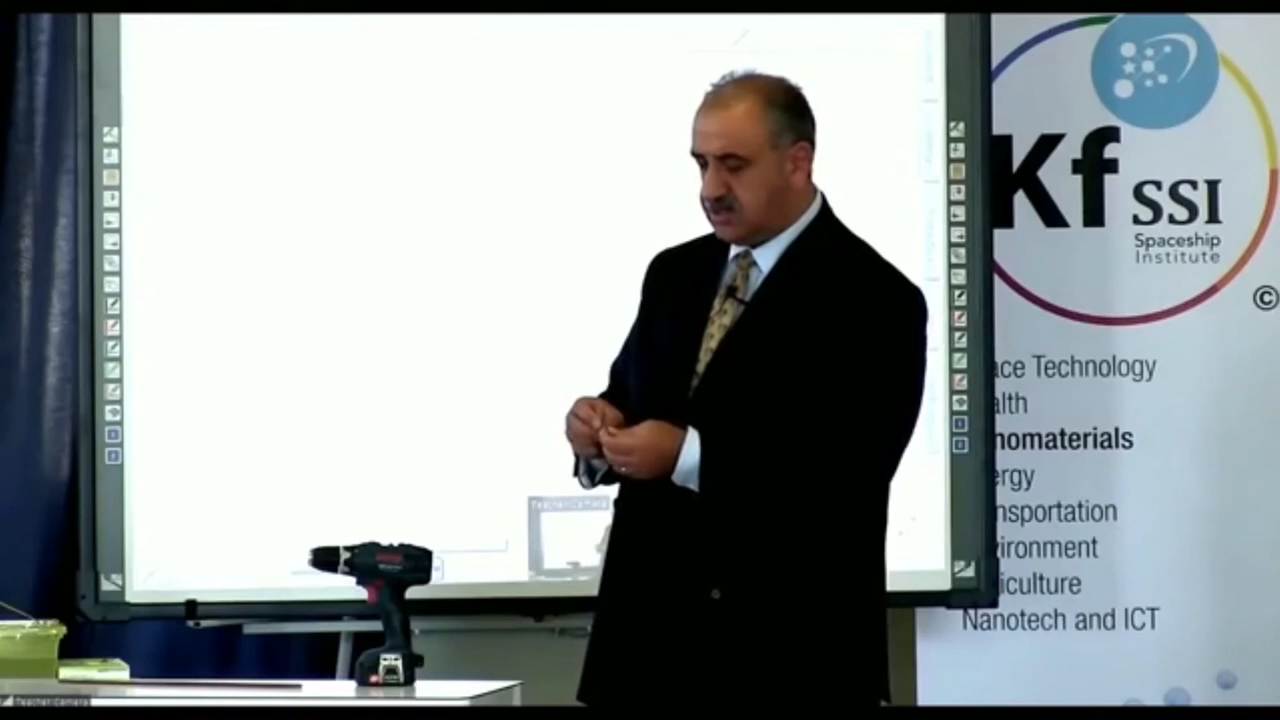 Kf SSI
Spaceship
Institute
©
ace Technology
alth
nomaterials
ergy
nsportation
ironment
iculture
Nanotech and ICT